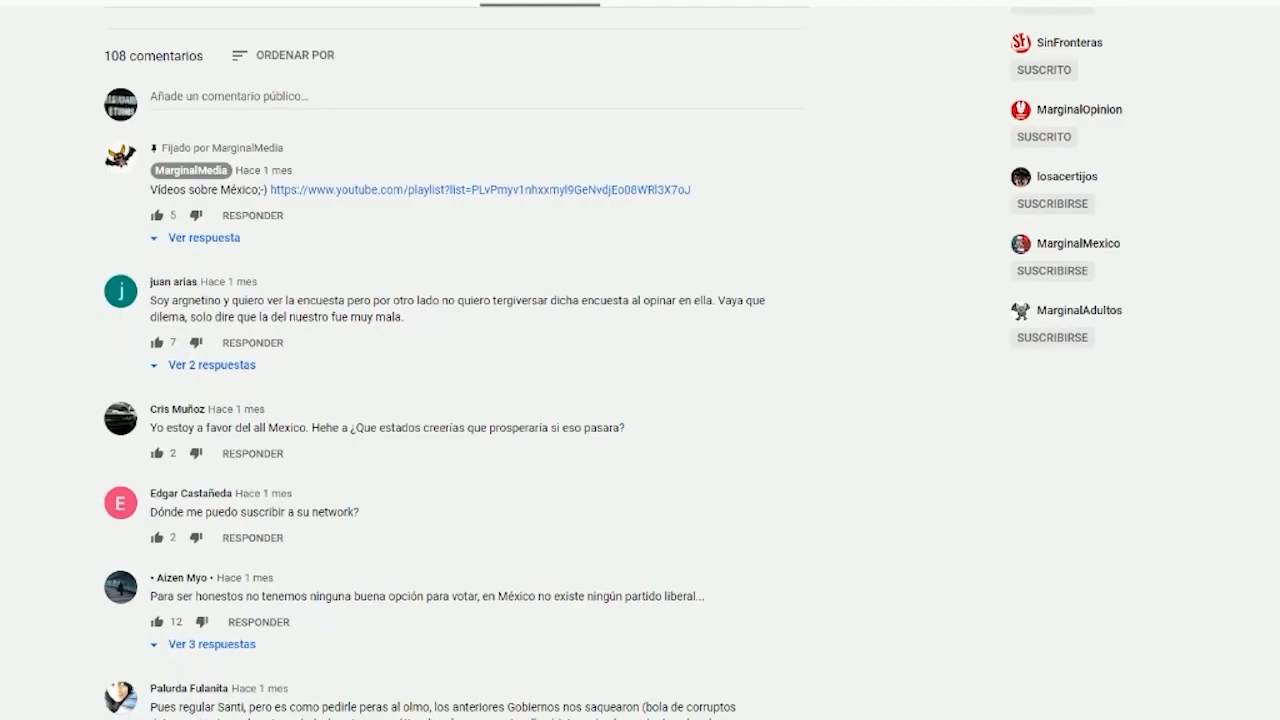 108 comentarios
ORDENAR POR
Añade un comentario público...
Fijado por MarginalMedia
MarginalMedia Hace 1 mes
Vídeos sobre México;-) https://www.youtube.com/playlist?list=PLvPmyv1nhxxmyl9GeNvdjEo08WRl3X7oJ
5 RESPONDER
Ver respuesta
juan arias Hace 1 mes
Soy argnetino y quiero ver la encuesta pero por otro lado no quiero tergiversar dicha encuesta al opinar en ella. Vaya que
dilema, solo dire que la del nuestro fue muy mala.
7 RESPONDER
Ver 2 respuestas
Cris Muñoz Hace 1 mes
Yo estoy a favor del all Mexico. Hehe a ¿Que estados creerías que prosperaría si eso pasara?
2 RESPONDER
E
Edgar Castañeda Hace 1 mes
Dónde me puedo suscribir a su network?
2 RESPONDER
• Aizen Myo • Hace 1 mes
Para ser honestos no tenemos ninguna buena opción para votar, en México no existe ningún partido liberal...
12 RESPONDER
Ver 3 respuestas
Palurda Fulanita Hace 1 mes
Pues regular Santi, pero es como pedirle peras al olmo, los anteriores Gobiernos nos saquearon (bola de corruptos
SinFronteras
SUSCRITO
MarginalOpinion
SUSCRITO
losacertijos
SUSCRIBIRSE
MarginalMexico
SUSCRIBIRSE
MarginalAdultos
SUSCRIBIRSE